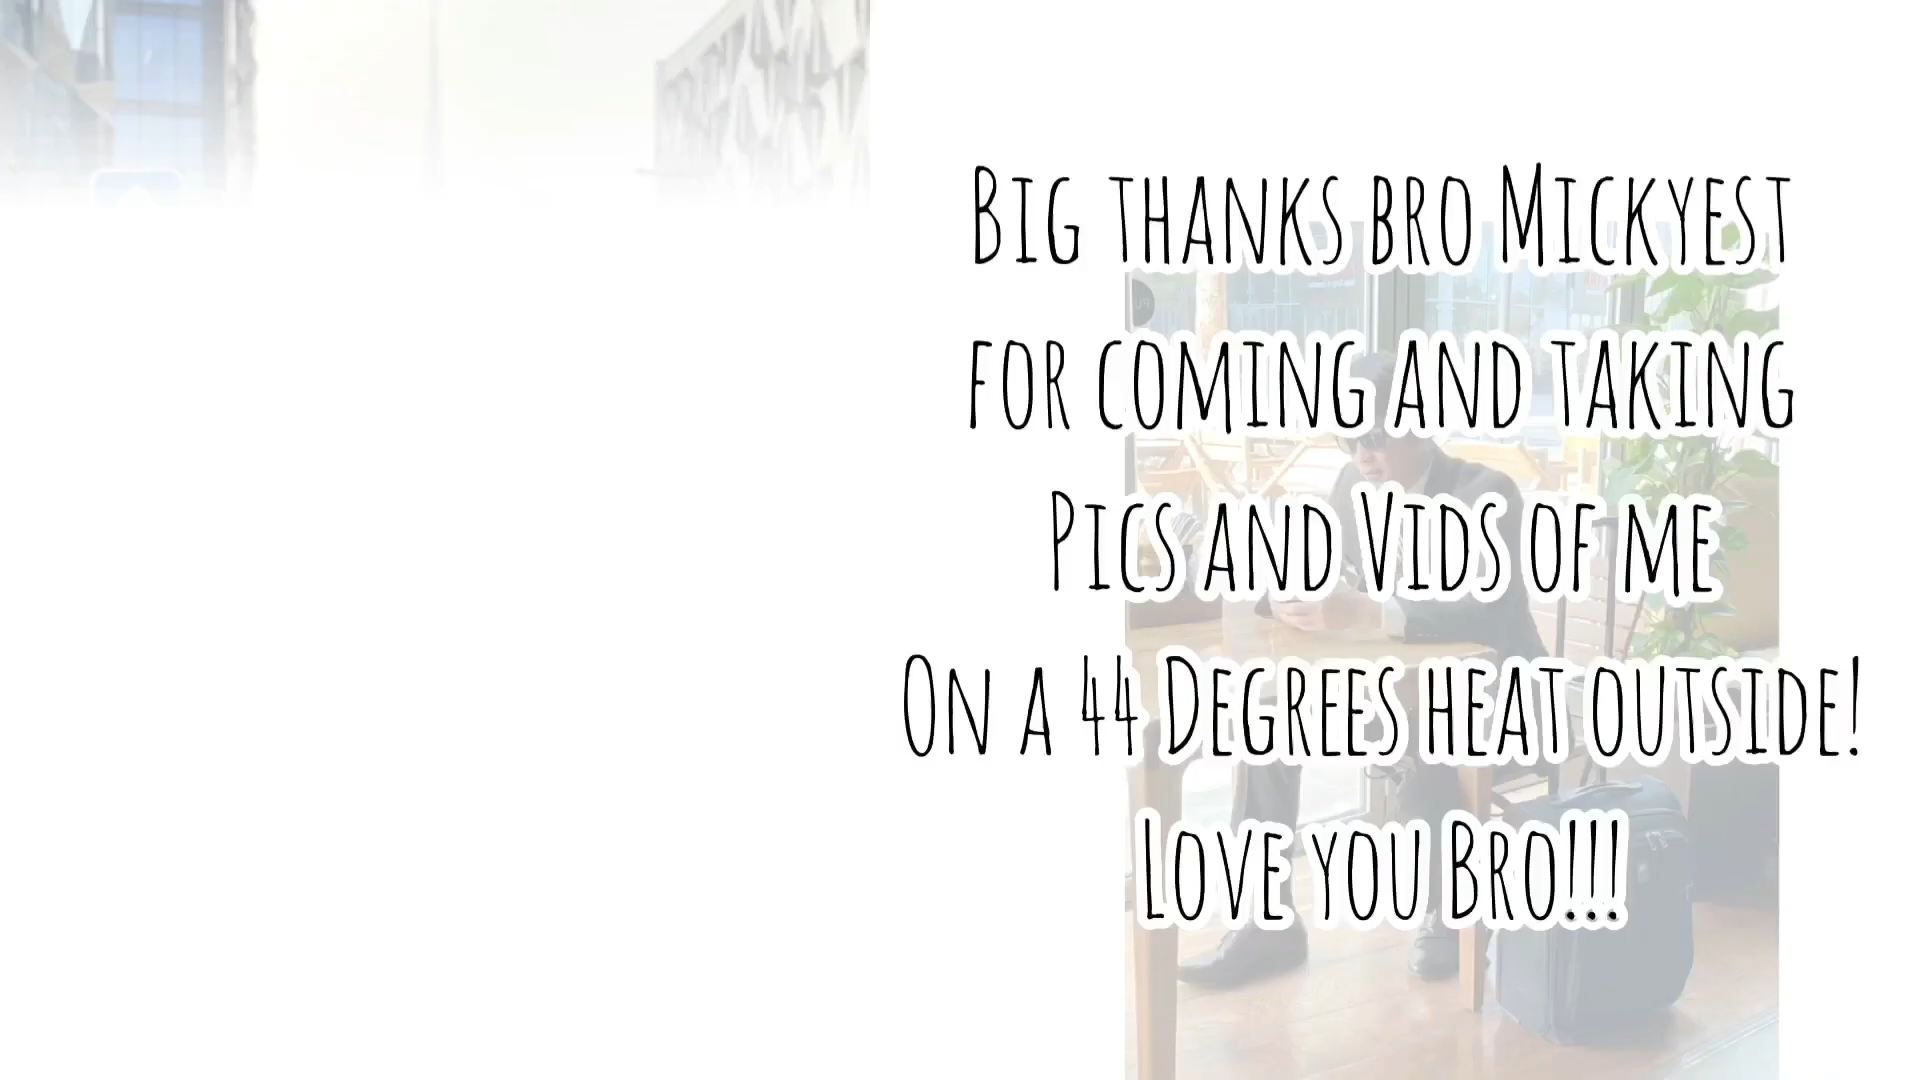 Big thanks bro Mickyest
for coming and taking
Pics and Vids of me
On a 44 Degrees heat outside!
Love you Bro!!!